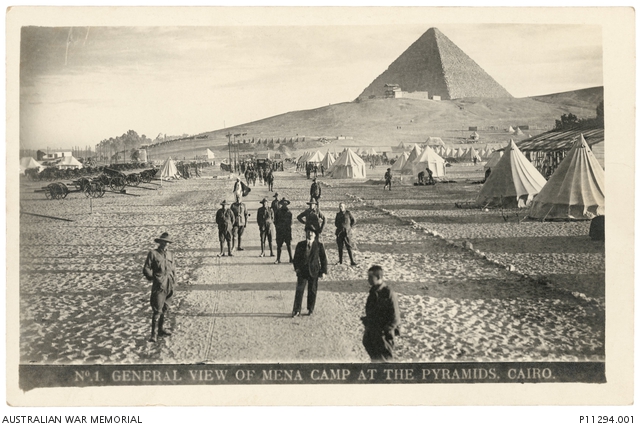 No. 1. GENERAL VIEW OF MENA CAMP AT THE PYRAMIDS, CAIRO.
AUSTRALIAN WAR MEMORIAL
P11294.001